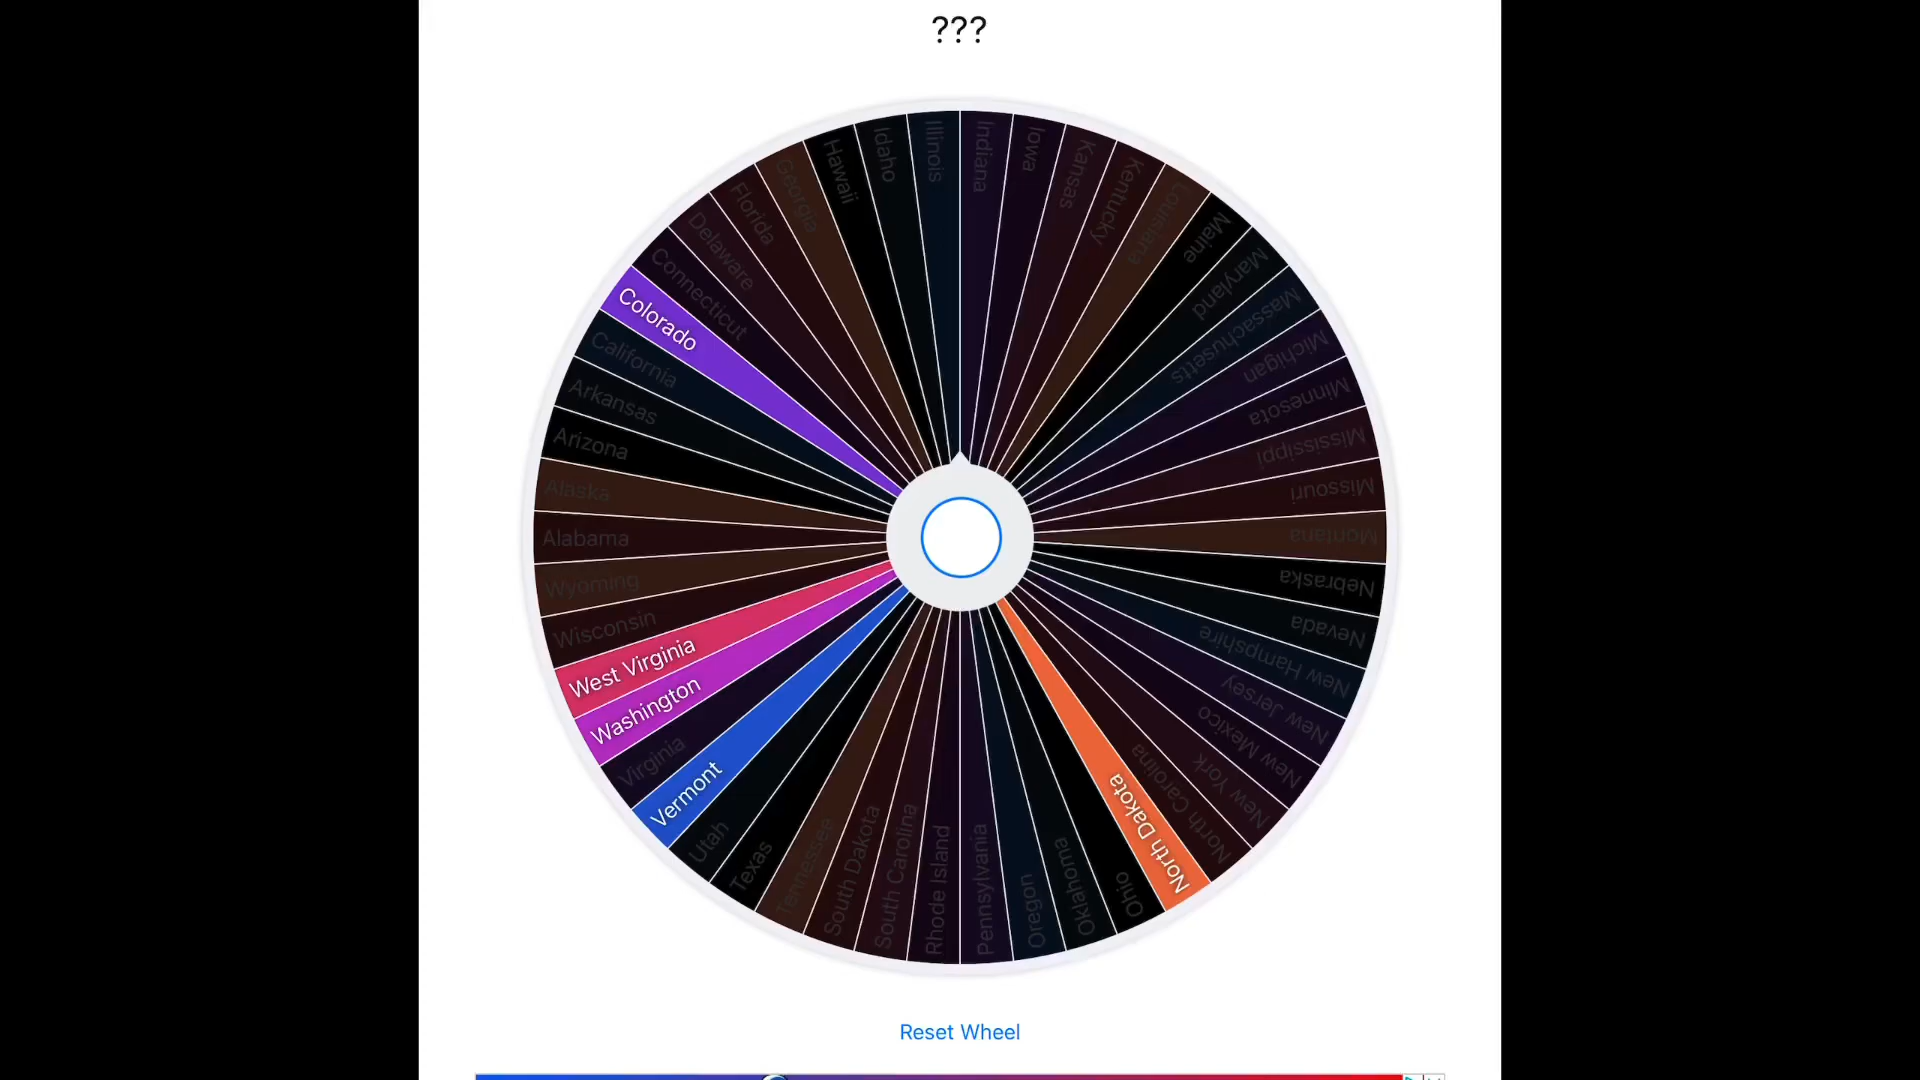 ???
Indiana
Iowa
Kansas
Kentucky
Louisiana
Maine
Maryland
Massachusetts
Michigan
Minnesota
Mississippi
Missouri
Montana
Nebraska
Nevada
New Hampshire
New Jersey
New Mexico
New York
North Carolina
North Dakota
Ohio
Oklahoma
Oregon
Pennsylvania
Rhode Island
South Carolina
South Dakota
Tennessee
Texas
Utah
Vermont
Virginia
Washington
West Virginia
Wisconsin
Wyoming
Alabama
Alaska
Arizona
Arkansas
California
Colorado
Connecticut
Delaware
Florida
Georgia
Hawaii
Idaho
Illinois
Reset Wheel